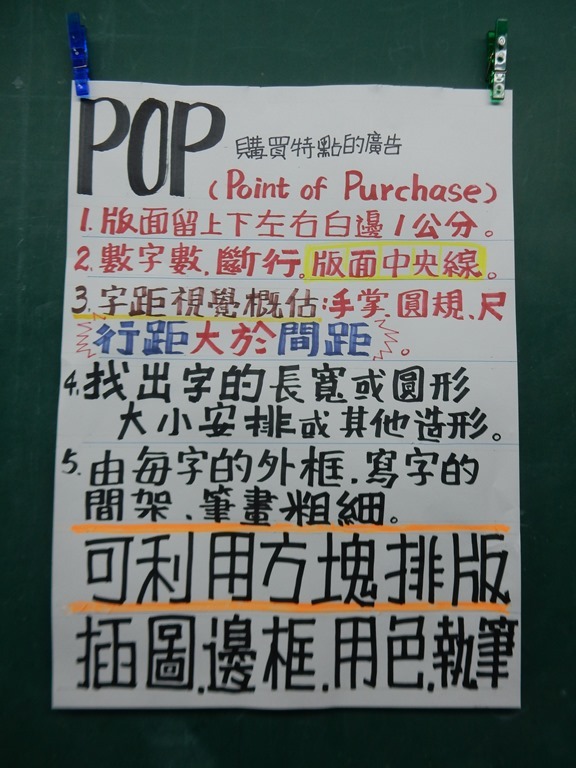 POP 購買特點的廣告
(Point of Purchase)
1.版面留上下左右白邊1公分。
2.數字數.斷行。版面中央線。
3.字距視覺概估:手掌.圓規、尺
行距大於間距。
4.找出字的長寬或圓形
大小安排或其他造形。
5.由每字的外框.寫字的
間架.筆畫粗細。
可利用方塊排版
插圖.邊框.用色.執筆